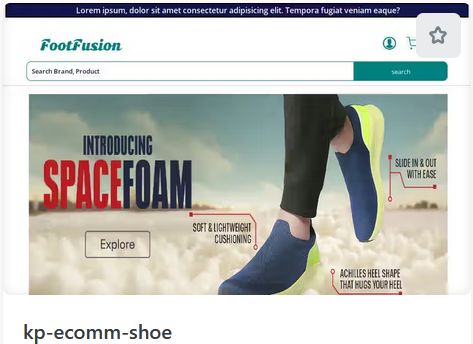 Lorem ipsum, dolor sit amet consectetur adipisicing elit. Tempora fugiat veniam eaque?
FootFusion
Search Brand, Product
search
INTRODUCING
SPACEFOAM
Explore
SLIDE IN & OUT
WITH EASE
SOFT & LIGHTWEIGHT
CUSHIONING
ACHILLES HEEL SHAPE
THAT HUGS YOUR HEEL
kp-ecomm-shoe